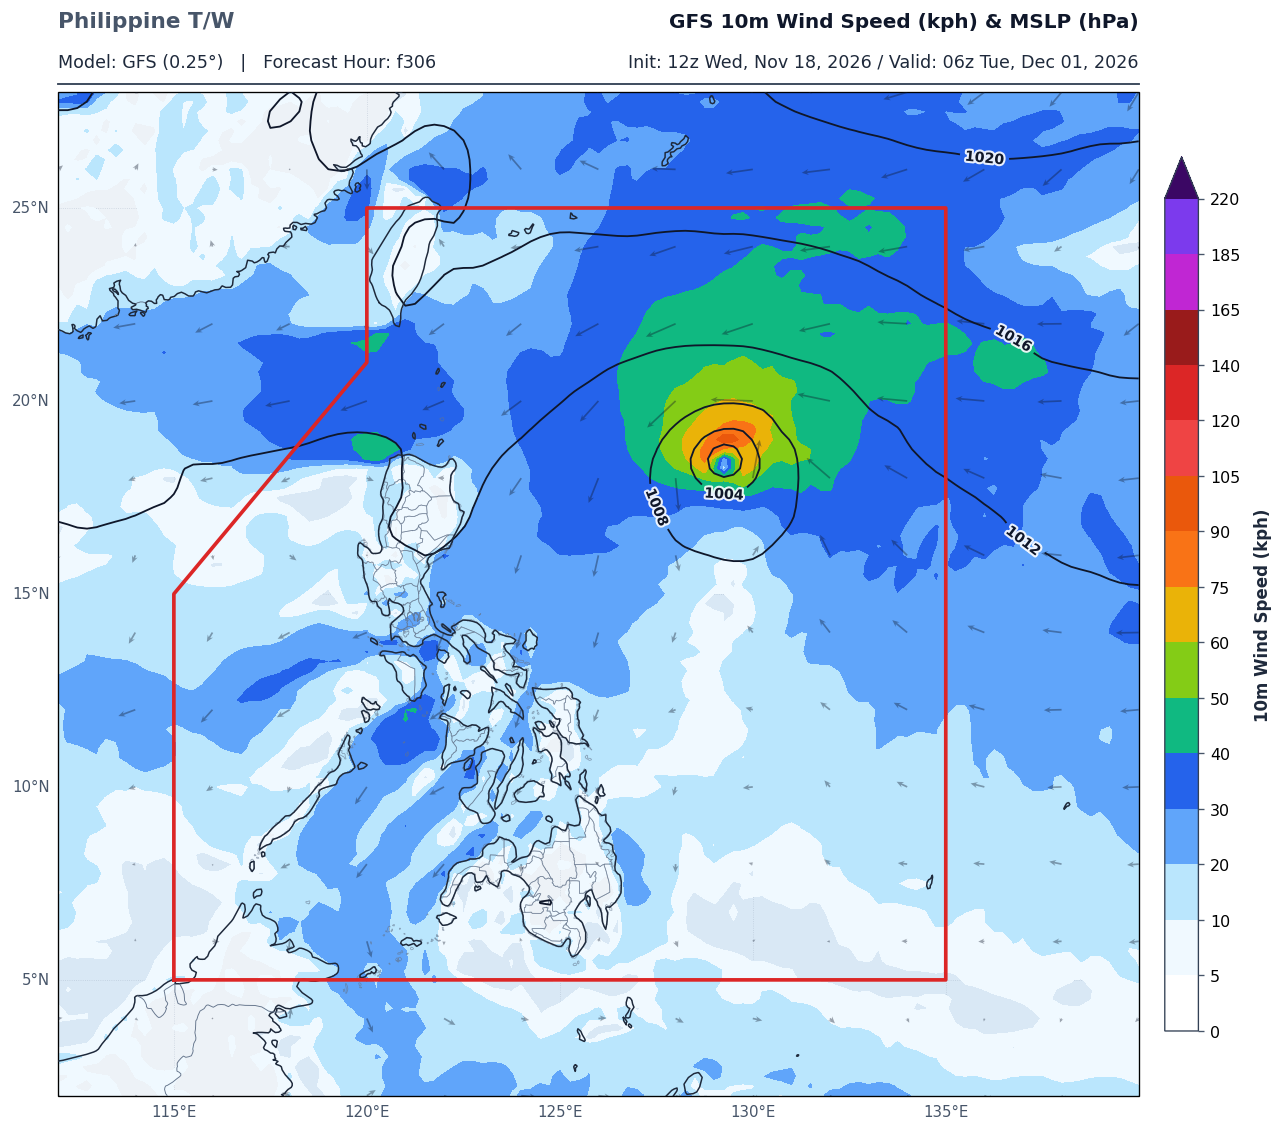 Philippine T/W
GFS 10m Wind Speed (kph) & MSLP (hPa)
Model: GFS (0.25°) | Forecast Hour: f306
Init: 12z Wed, Nov 18, 2026 / Valid: 06z Tue, Dec 01, 2026
1020
1016
1012
1008
1004
25°N
20°N
15°N
10°N
5°N
115°E
120°E
125°E
130°E
135°E
220
185
165
140
120
105
90
75
60
50
40
30
20
10
5
0
10m Wind Speed (kph)